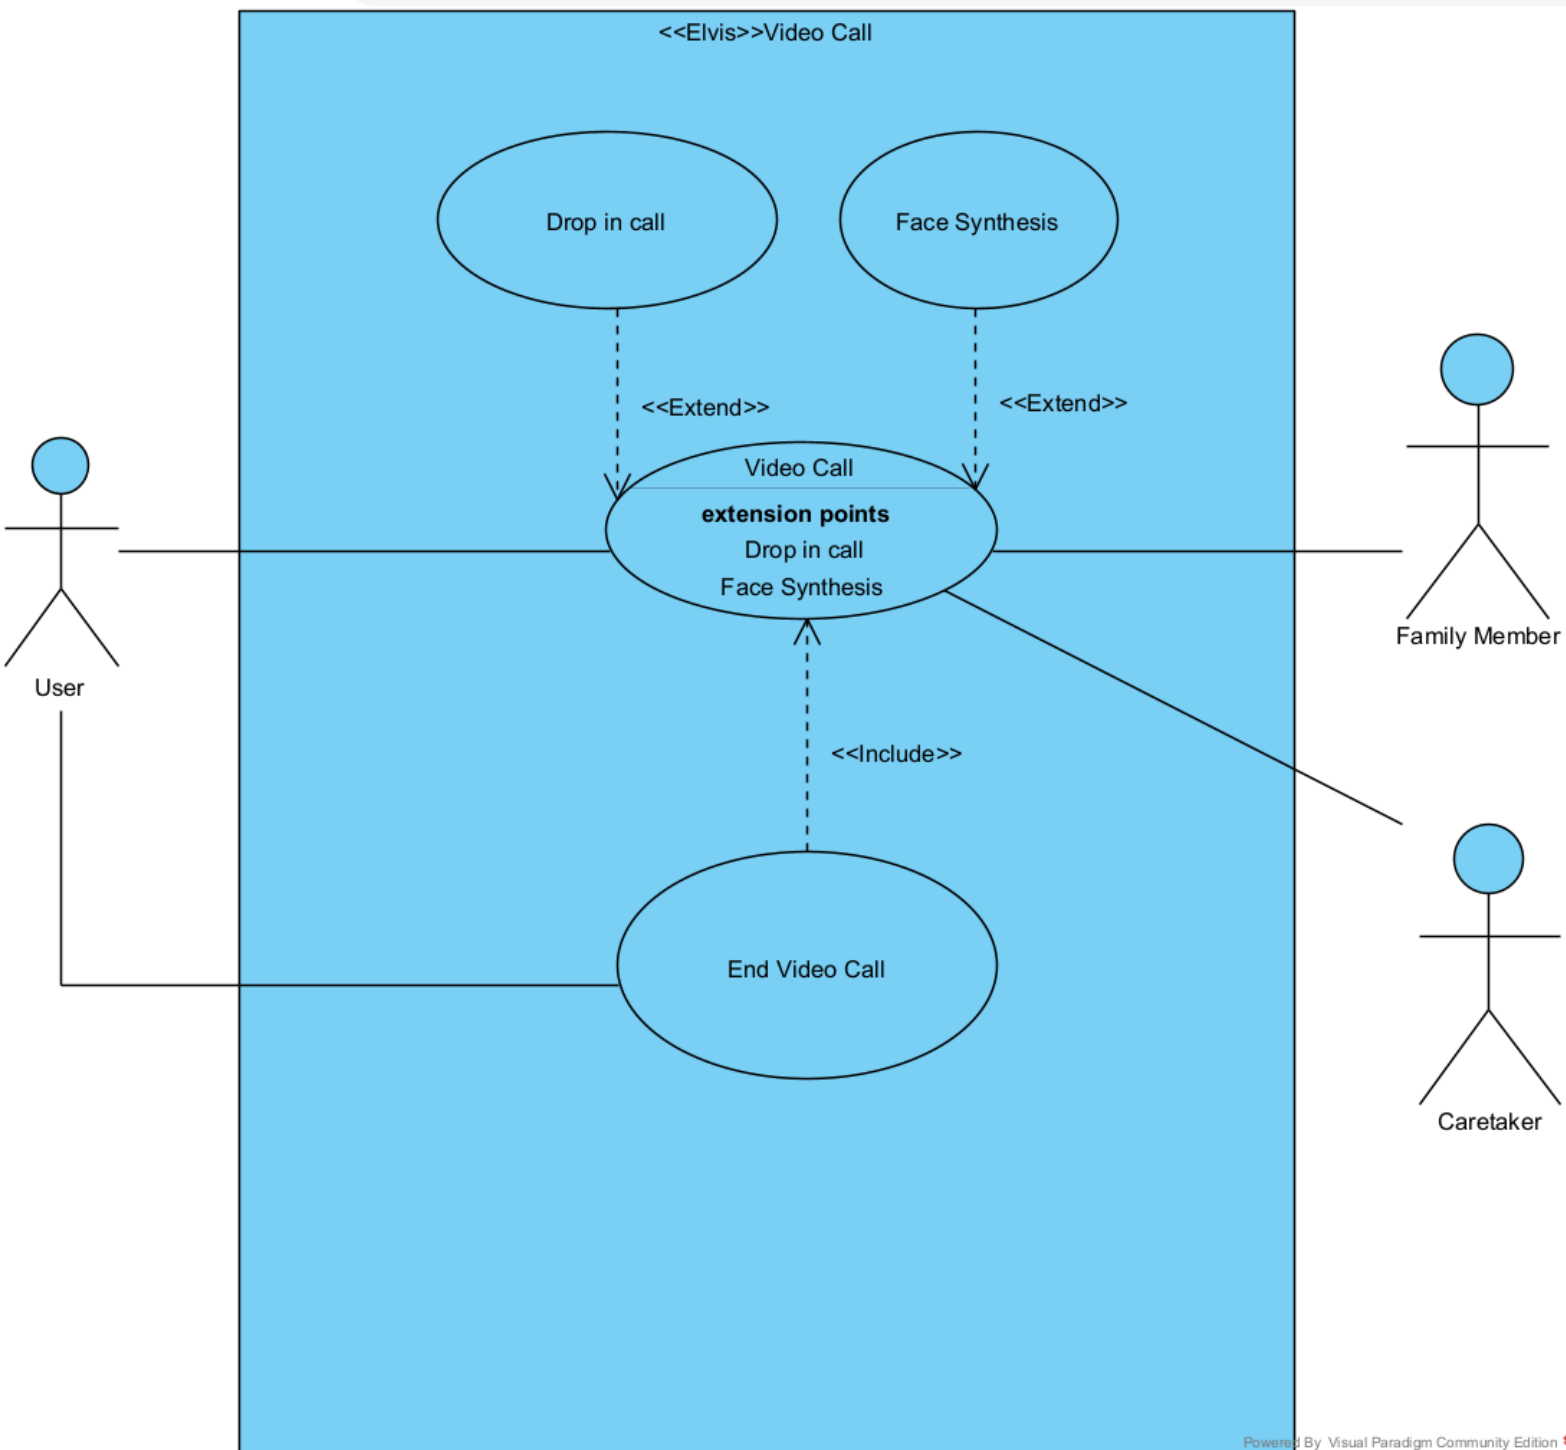 <<Elvis>>Video Call
Drop in call
Face Synthesis
<<Extend>>
<<Extend>>
Video Call
extension points
Drop in call
Face Synthesis
User
Family Member
<<Include>>
End Video Call
Caretaker
Powered By Visual Paradigm Community Edition